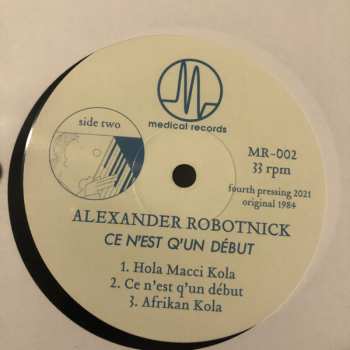 medical records
side two
MR-002
33 rpm
fourth pressing 2021
original 1984
ALEXANDER ROBOTNICK
CE N'EST Q'UN DÉBUT
1. Hola Macci Kola
2. Ce n'est q'un début
3. Afrikan Kola